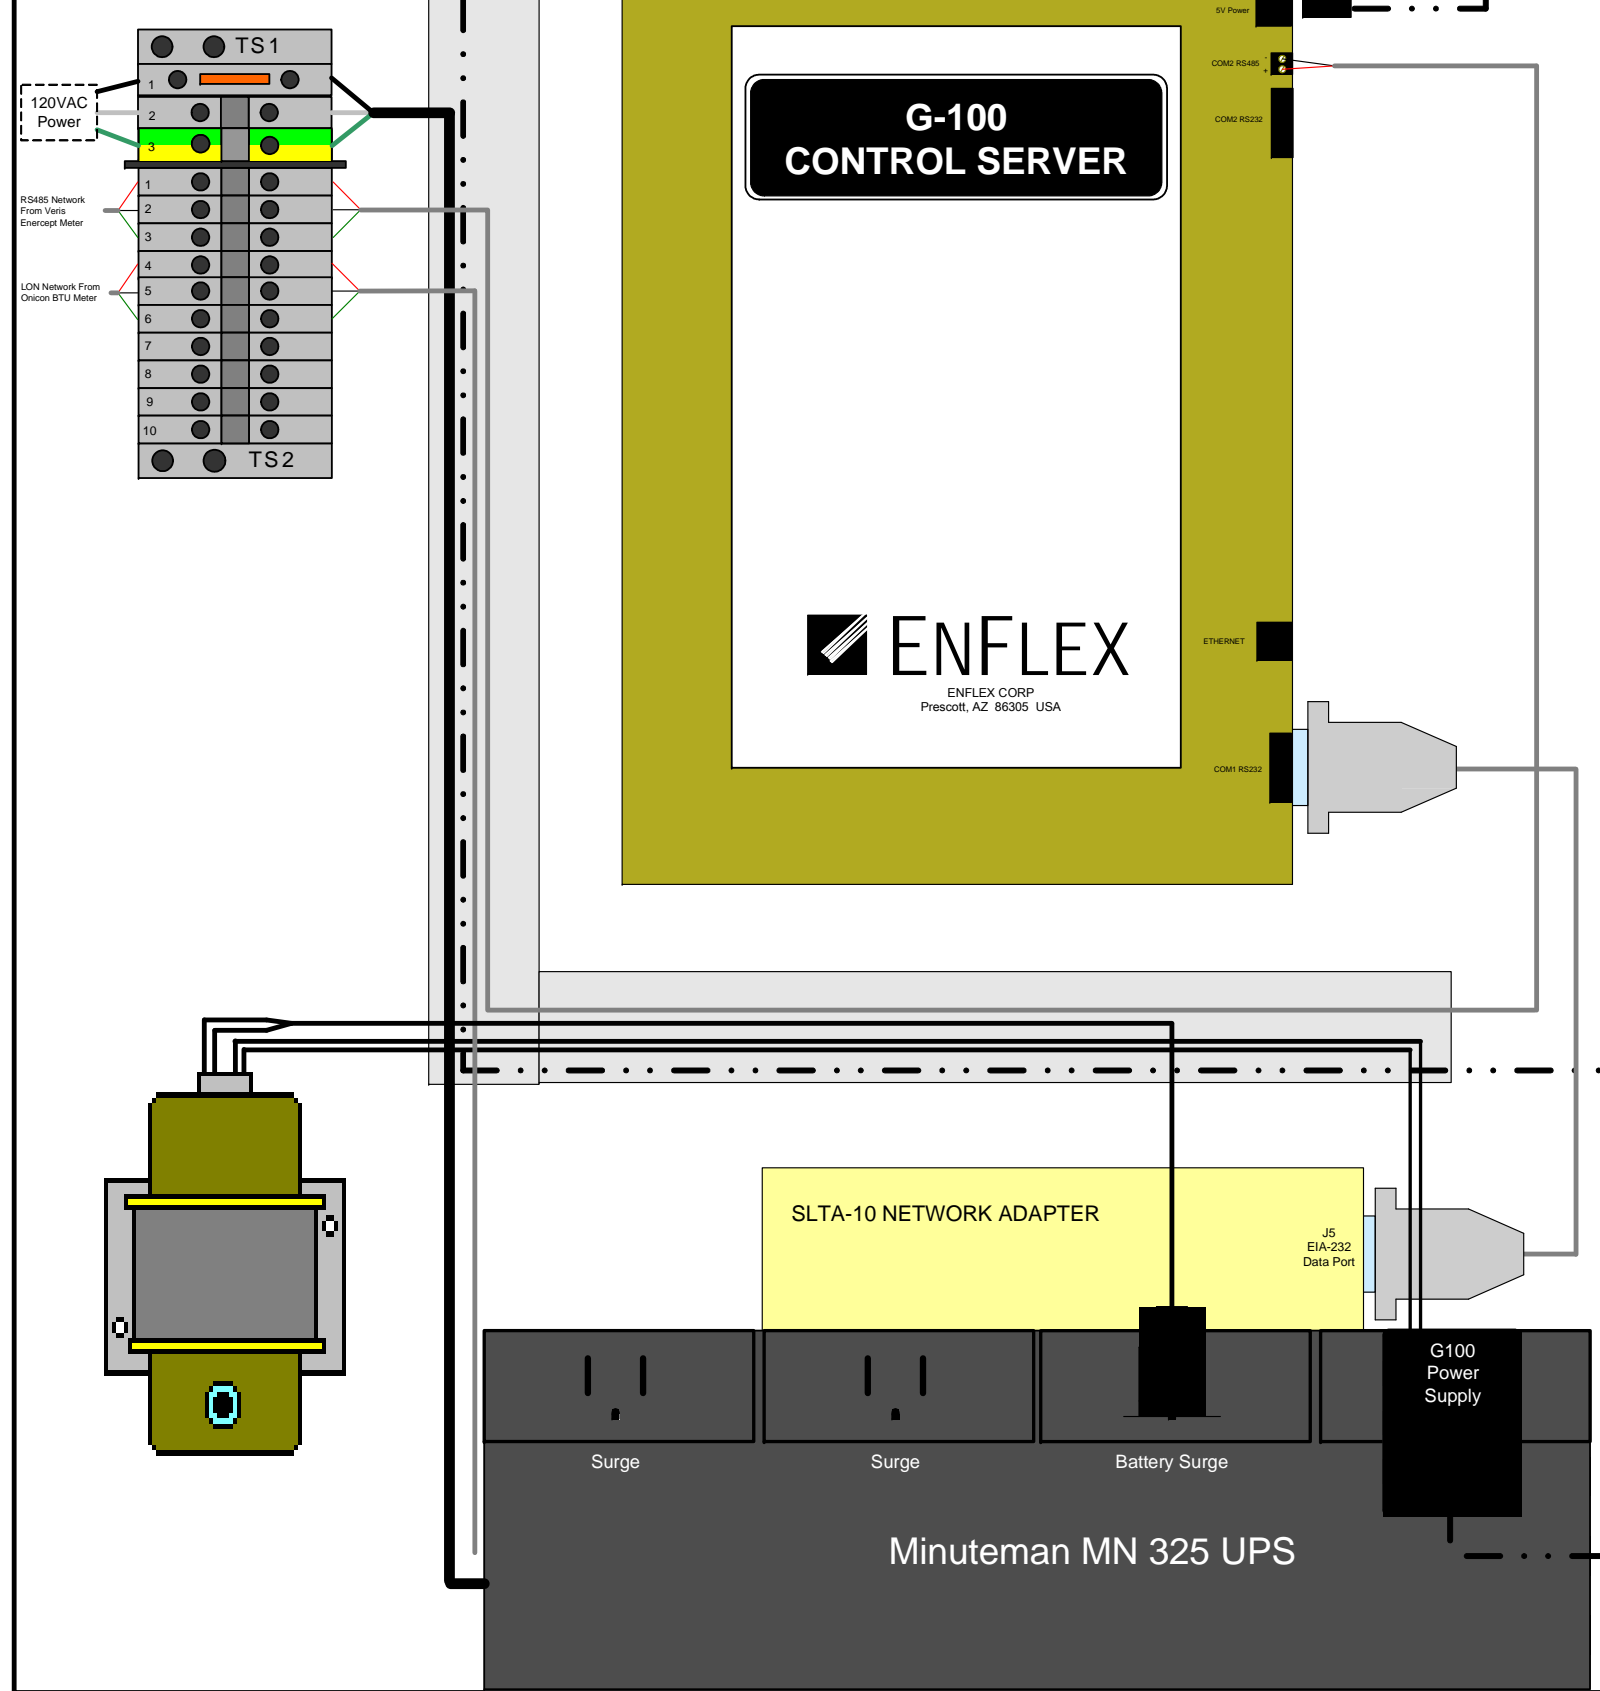 5V Power
TS1
1
2
3
120VAC
Power
COM2 RS485
-
+
COM2 RS232
G-100
CONTROL SERVER
1
2
3
4
5
6
7
8
9
10
TS2
RS485 Network
From Veris
Enercept Meter
LON Network From
Onicon BTU Meter
ENFLEX
ENFLEX CORP
Prescott, AZ 86305 USA
ETHERNET
COM1 RS232
SLTA-10 NETWORK ADAPTER
J5
EIA-232
Data Port
G100
Power
Supply
Surge
Surge
Battery Surge
Minuteman MN 325 UPS